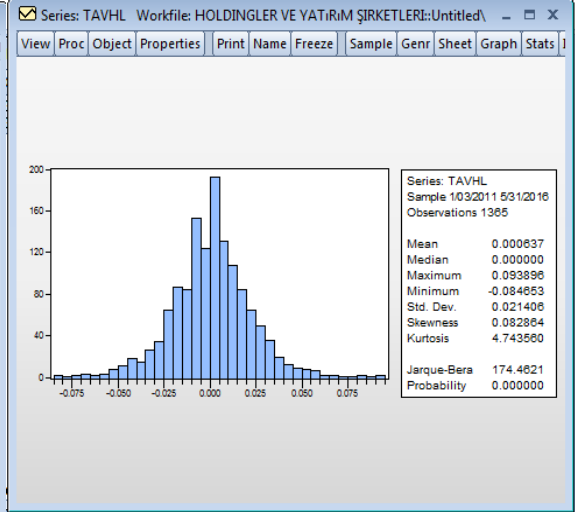 Series: TAVHL Workfile: HOLDINGLER VE YATıRıM ŞIRKETLERI::Untitled\
View Proc Object Properties Print Name Freeze Sample Genr Sheet Graph Stats
200
160
120
80
40
0
-0.075 -0.050 -0.025 0.000 0.025 0.050 0.075
Series: TAVHL
Sample 1/03/2011 5/31/2016
Observations 1365
Mean 0.000637
Median 0.000000
Maximum 0.093896
Minimum -0.084653
Std. Dev. 0.021406
Skewness 0.082864
Kurtosis 4.743560
Jarque-Bera 174.4621
Probability 0.000000